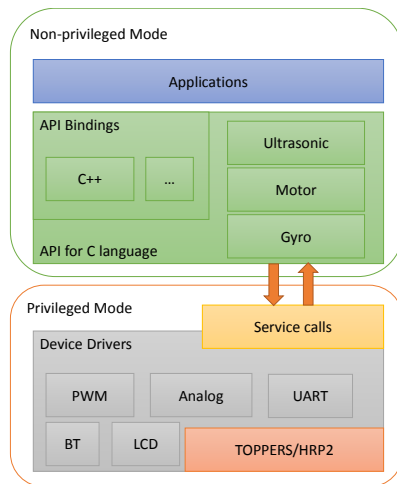 Non-privileged Mode
Applications
API Bindings
C++
...
Ultrasonic
Motor
Gyro
API for C language
Privileged Mode
Service calls
Device Drivers
PWM
Analog
UART
BT
LCD
TOPPERS/HRP2